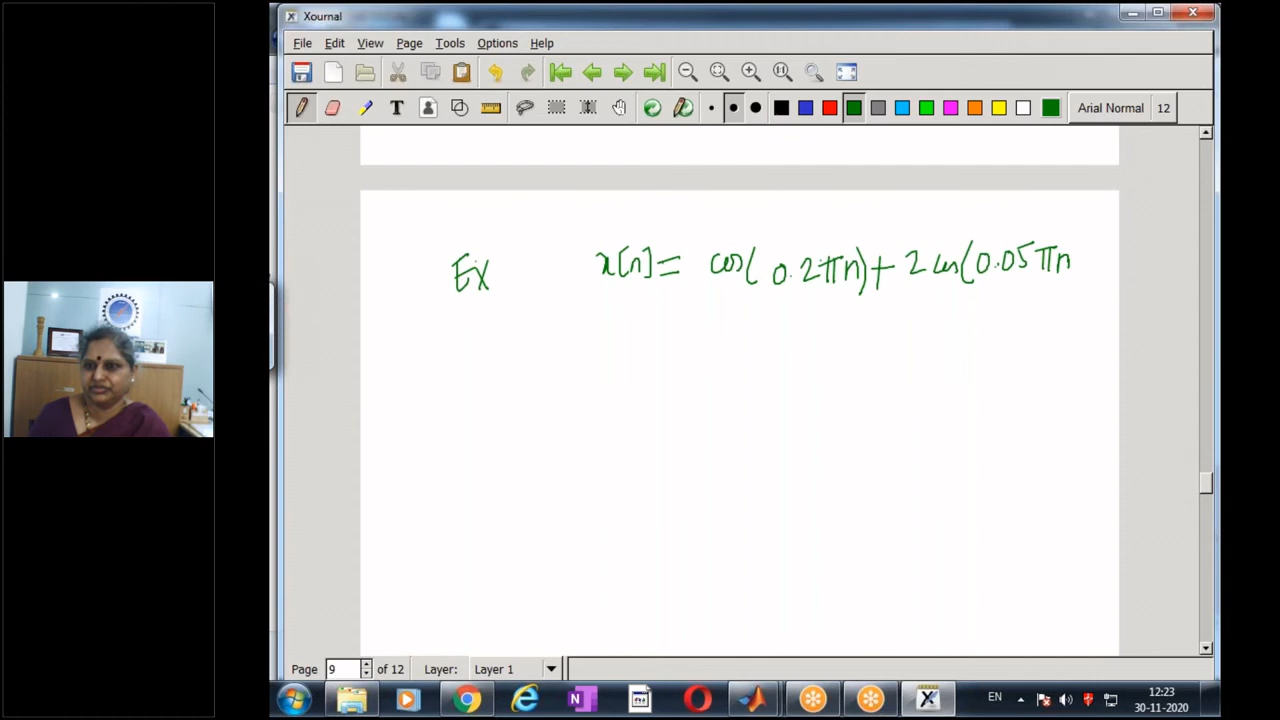 Xournal
File Edit View Page Tools Options Help
Arial Normal 12
EX x[n] = cos( 0.2πn) + 2 cos(0.05πn
Page 9 of 12 Layer: Layer 1
EN 12:23
30-11-2020